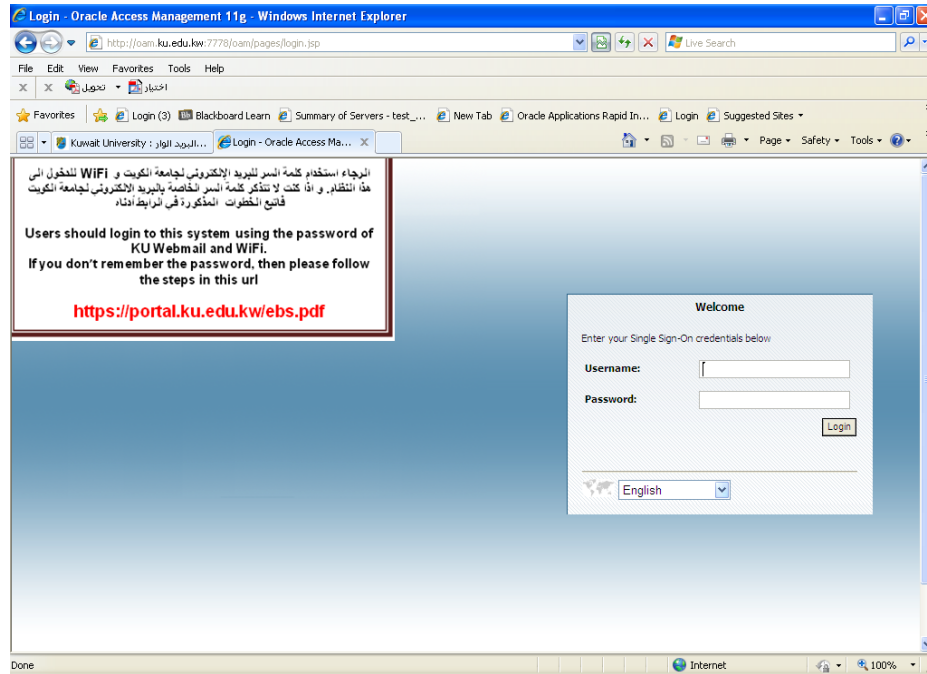 Login - Oracle Access Management 11g - Windows Internet Explorer
http://oam.ku.edu.kw:7778/oam/pages/login.jsp
Live Search
File Edit View Favorites Tools Help
x x تحويل اختيار
Favorites Login (3) Blackboard Learn Summary of Servers - test_... New Tab Oracle Applications Rapid In... Login Suggested Sites
Kuwait University : البريد الوار... Login - Oracle Access Ma... X Page Safety Tools
الرجاء استخدام كلمة السر للبريد الإلكتروني لجامعة الكويت و WiFi للدخول الى
هذا النظام. و اذا كنت لا تتذكر كلمة السر الخاصة بالبريد الالكتروني لجامعة الكويت
فاتبع الخطوات المذكورة في الرابط أدناه
Users should login to this system using the password of
KU Webmail and WiFi.
If you don't remember the password, then please follow
the steps in this url
https://portal.ku.edu.kw/ebs.pdf
Welcome
Enter your Single Sign-On credentials below
Username:
Password:
Login
English
Done Internet 100%